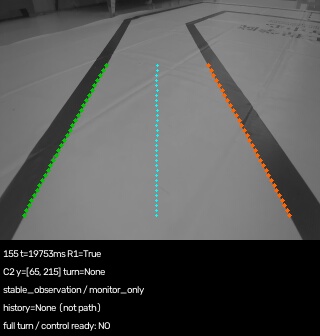 155 t=19753ms R1=True
C2 y=[65, 215] turn=None
stable_observation / monitor_only
history=None (not path)
full turn / control ready: NO